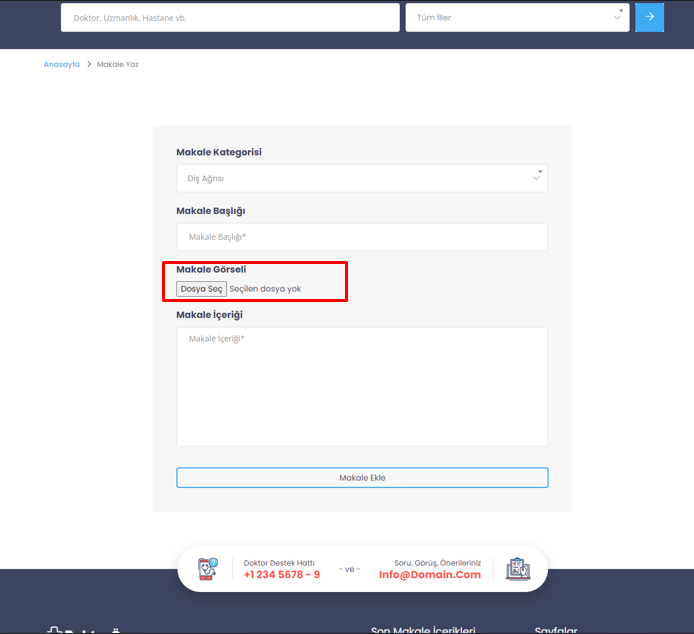 Doktor, Uzmanlık, Hastane vb.
Tüm İller
Anasayfa > Makale Yaz
Makale Kategorisi
Diş Ağrısı
Makale Başlığı
Makale Başlığı*
Makale Görseli
Dosya Seç Seçilen dosya yok
Makale İçeriği
Makale İçeriği*
Makale Ekle
Doktor Destek Hattı
+1 234 5678 - 9
- ve -
Soru, Görüş, Önerileriniz
Info@Domain.Com
Son Makale İçerikleri
Sayfalar